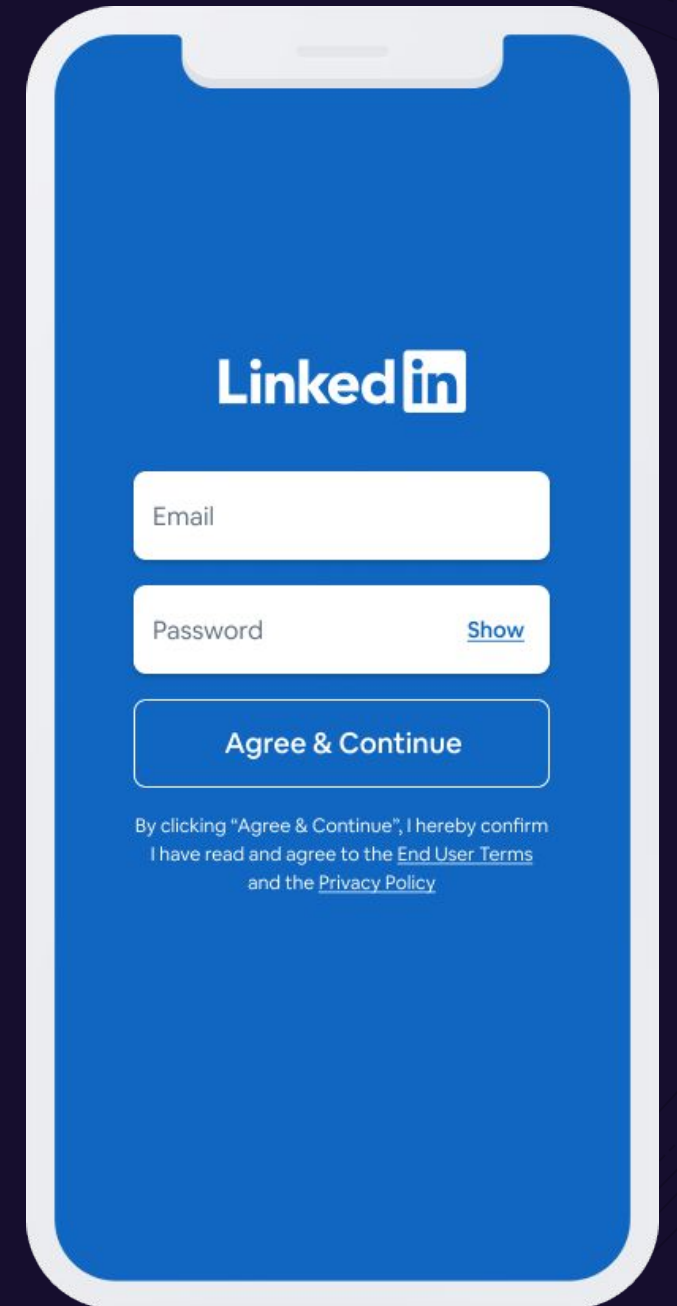 Linkedin
Email
Password Show
Agree & Continue
By clicking “Agree & Continue”, I hereby confirm
I have read and agree to the End User Terms
and the Privacy Policy